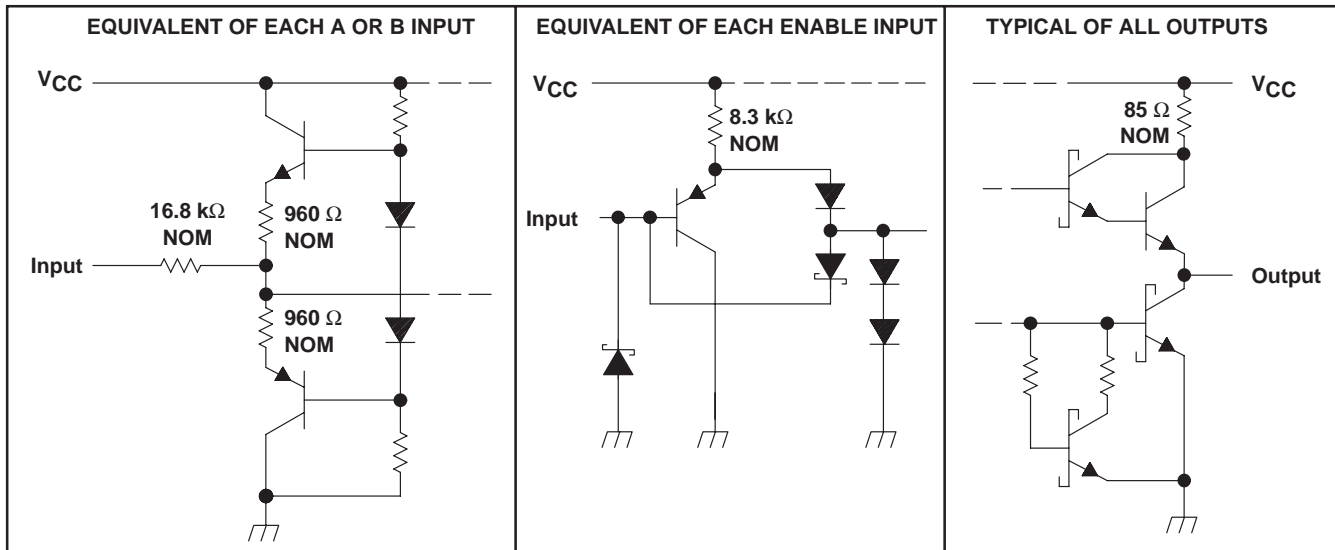 EQUIVALENT OF EACH A OR B INPUT
VCC
16.8 kΩ
NOM
960 Ω
NOM
Input
960 Ω
NOM
EQUIVALENT OF EACH ENABLE INPUT
VCC
8.3 kΩ
NOM
Input
TYPICAL OF ALL OUTPUTS
VCC
85 Ω
NOM
Output